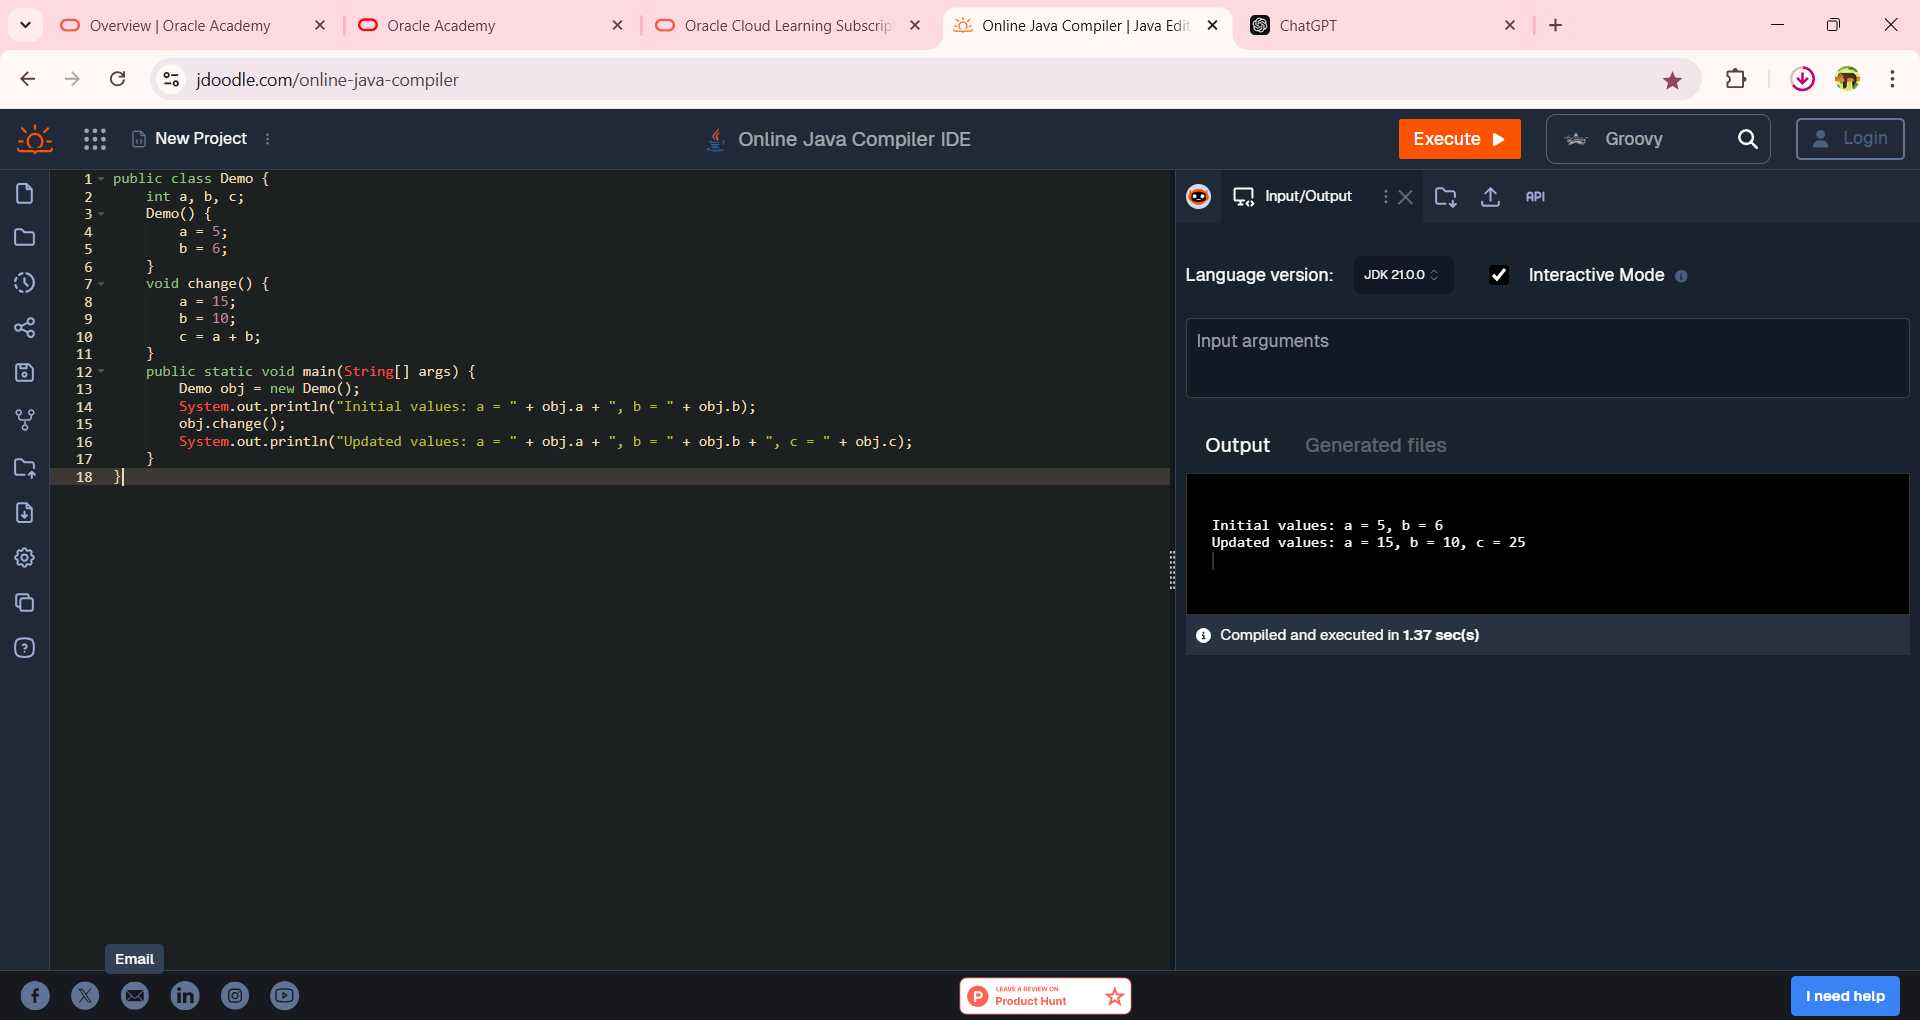 Overview | Oracle Academy
Oracle Academy
Oracle Cloud Learning Subscrip
Online Java Compiler | Java Edit
ChatGPT
jdoodle.com/online-java-compiler
New Project
Online Java Compiler IDE
Execute
Groovy
Login
1 public class Demo {
2     int a, b, c;
3     Demo() {
4         a = 5;
5         b = 6;
6     }
7     void change() {
8         a = 15;
9         b = 10;
10         c = a + b;
11     }
12     public static void main(String[] args) {
13         Demo obj = new Demo();
14         System.out.println("Initial values: a = " + obj.a + ", b = " + obj.b);
15         obj.change();
16         System.out.println("Updated values: a = " + obj.a + ", b = " + obj.b + ", c = " + obj.c);
17     }
18 }
Input/Output
API
Language version:
JDK 21.0.0
Interactive Mode
Input arguments
Output
Generated files
Initial values: a = 5, b = 6
Updated values: a = 15, b = 10, c = 25
Compiled and executed in 1.37 sec(s)
Email
LEAVE A REVIEW ON
P Product Hunt
I need help